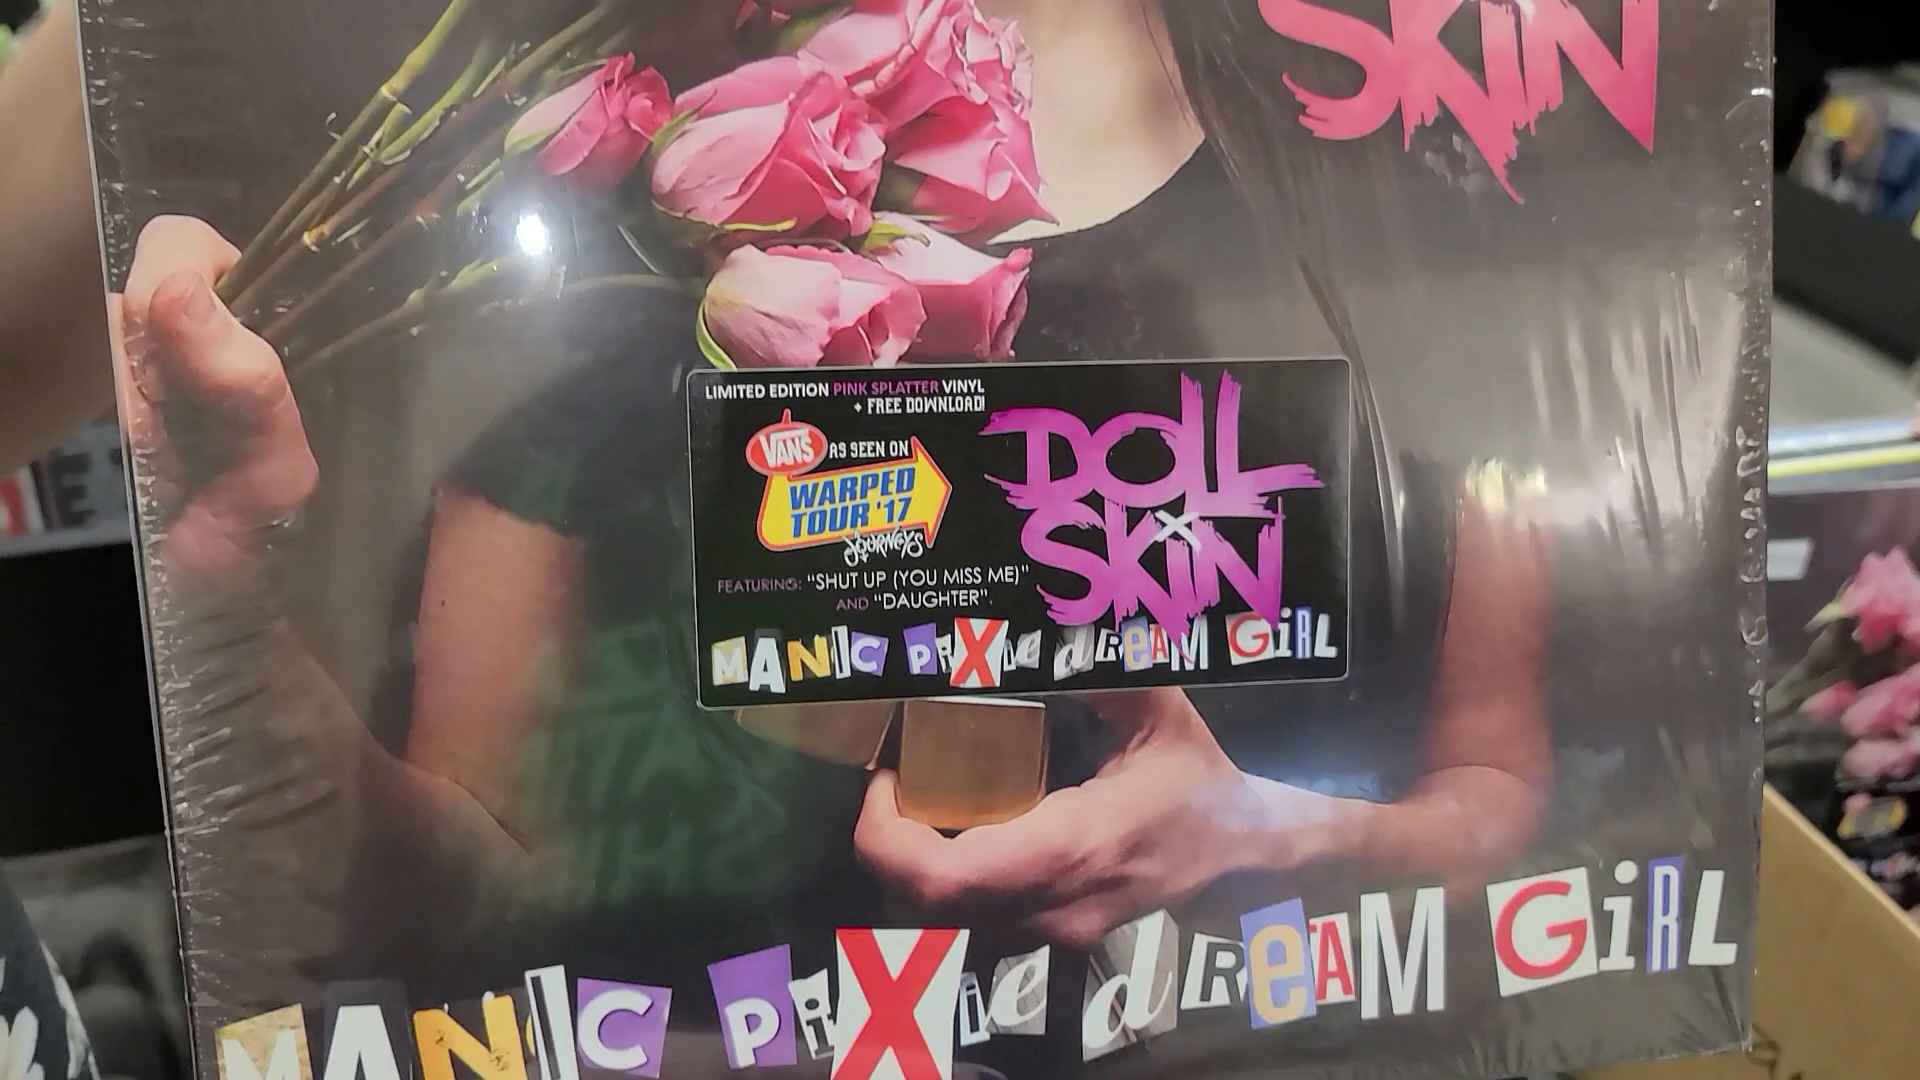 SKIN
LIMITED EDITION PINK SPLATTER VINYL
+ FREE DOWNLOAD!
VANS
AS SEEN ON
WARPED
TOUR '17
JOURNEYS
DOLL
SKIN
FEATURING: "SHUT UP (YOU MISS ME)"
AND "DAUGHTER".
MANIC PiXie dREAM GiRL
MANIC PiXie dReAM GiRL